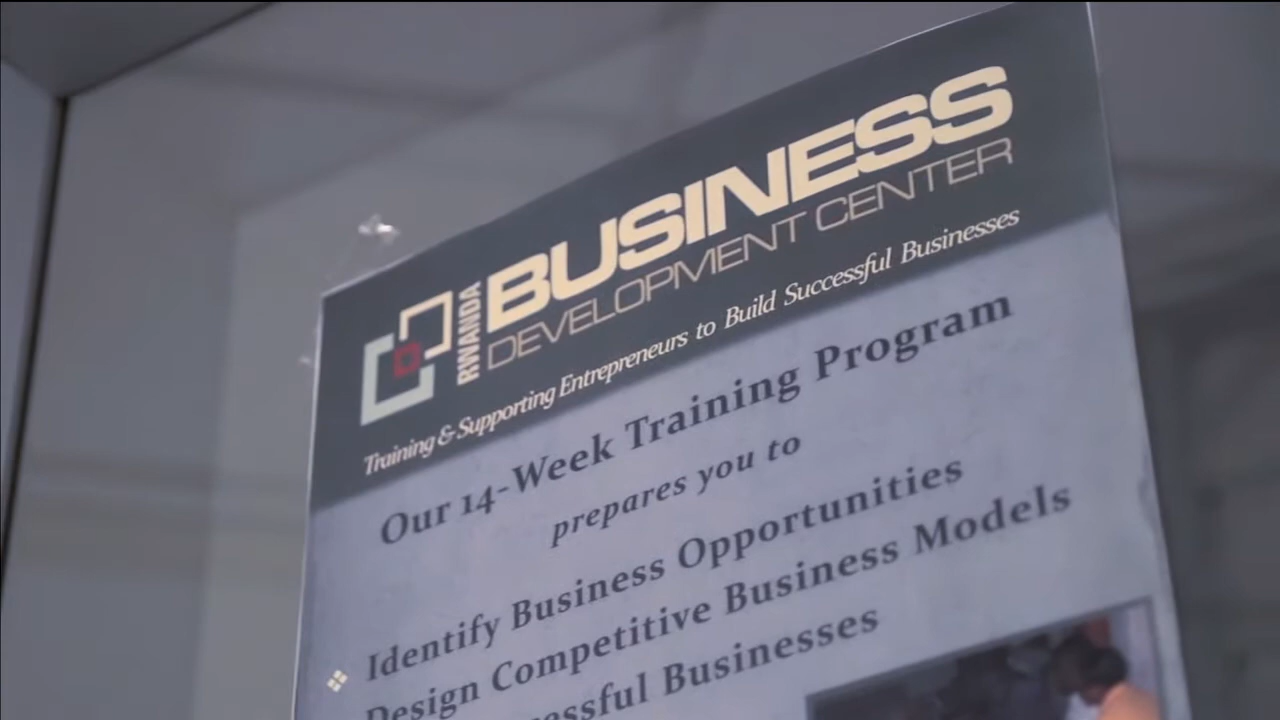 RWANDA
BUSINESS
DEVELOPMENT CENTER
Training & Supporting Entrepreneurs to Build Successful Businesses
Our 14-Week Training Program
prepares you to
Identify Business Opportunities
Design Competitive Business Models
Businesses